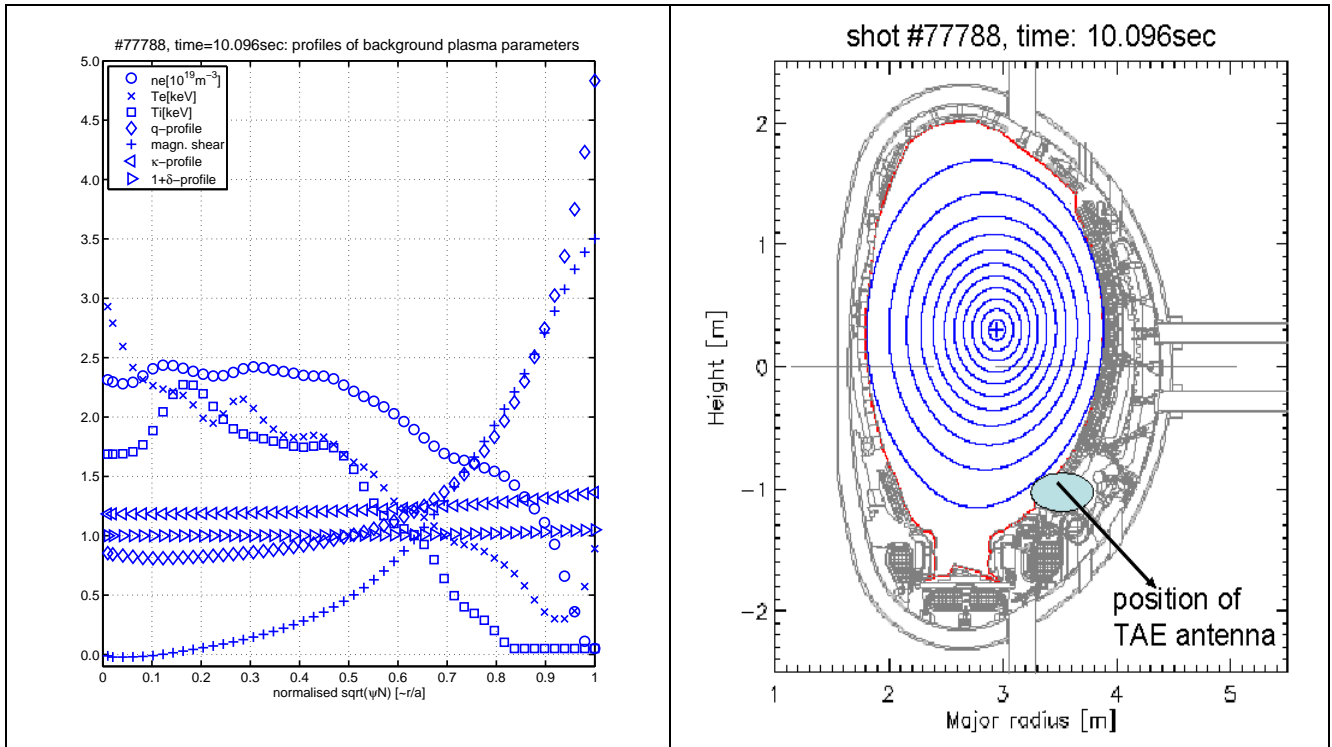 #77788, time=10.096sec: profiles of background plasma parameters
ne[10^19m^−3]
Te[keV]
Ti[keV]
q−profile
magn. shear
κ−profile
1+δ−profile
5.0
4.5
4.0
3.5
3.0
2.5
2.0
1.5
1.0
0.5
0.0
0 0.1 0.2 0.3 0.4 0.5 0.6 0.7 0.8 0.9 1
normalised sqrt(ψN) [~r/a]
shot #77788, time: 10.096sec
2
1
0
−1
−2
Height [m]
position of
TAE antenna
1 2 3 4 5
Major radius [m]